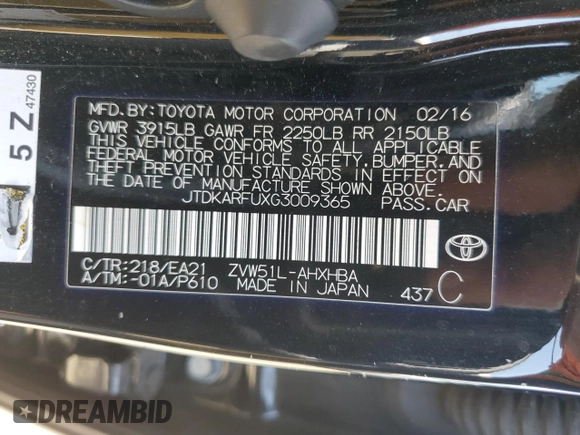 5 Z
47430
MFD.BY:TOYOTA MOTOR CORPORATION 02/16
GVWR 3915LB GAWR FR 2250LB RR 2150LB
THIS VEHICLE CONFORMS TO ALL APPLICABLE
FEDERAL MOTOR VEHICLE SAFETY, BUMPER, AND
THEFT PREVENTION STANDARDS IN EFFECT ON
THE DATE OF MANUFACTURE SHOWN ABOVE.
JTDKARFUXG3009365 PASS.CAR
C/TR:218/EA21 ZVW51L-AHXHBA
A/TM:-01A/P610 MADE IN JAPAN 437 C
TOYOTA
DREAMBID